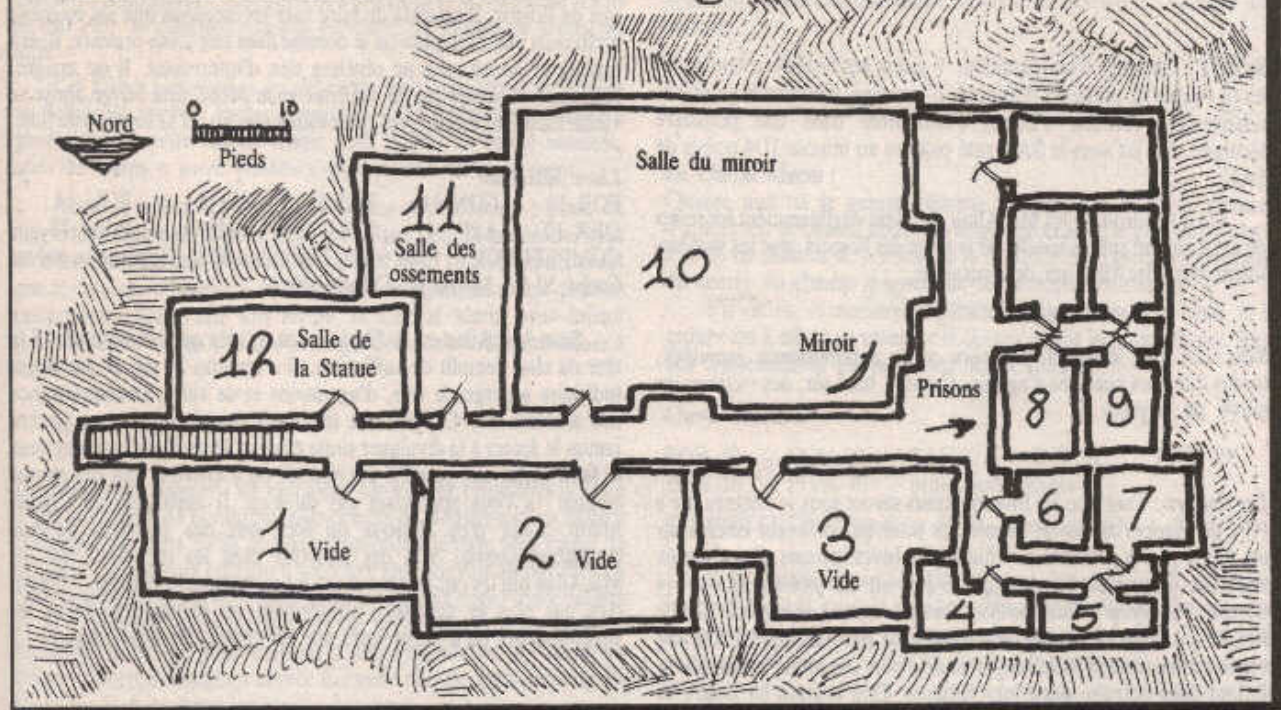 Nord
0 10
Pieds
Salle du miroir
11
Salle des
ossements
10
12
Salle de
la Statue
Miroir
Prisons
8
9
1 Vide
2 Vide
3
Vide
6
7
4
5